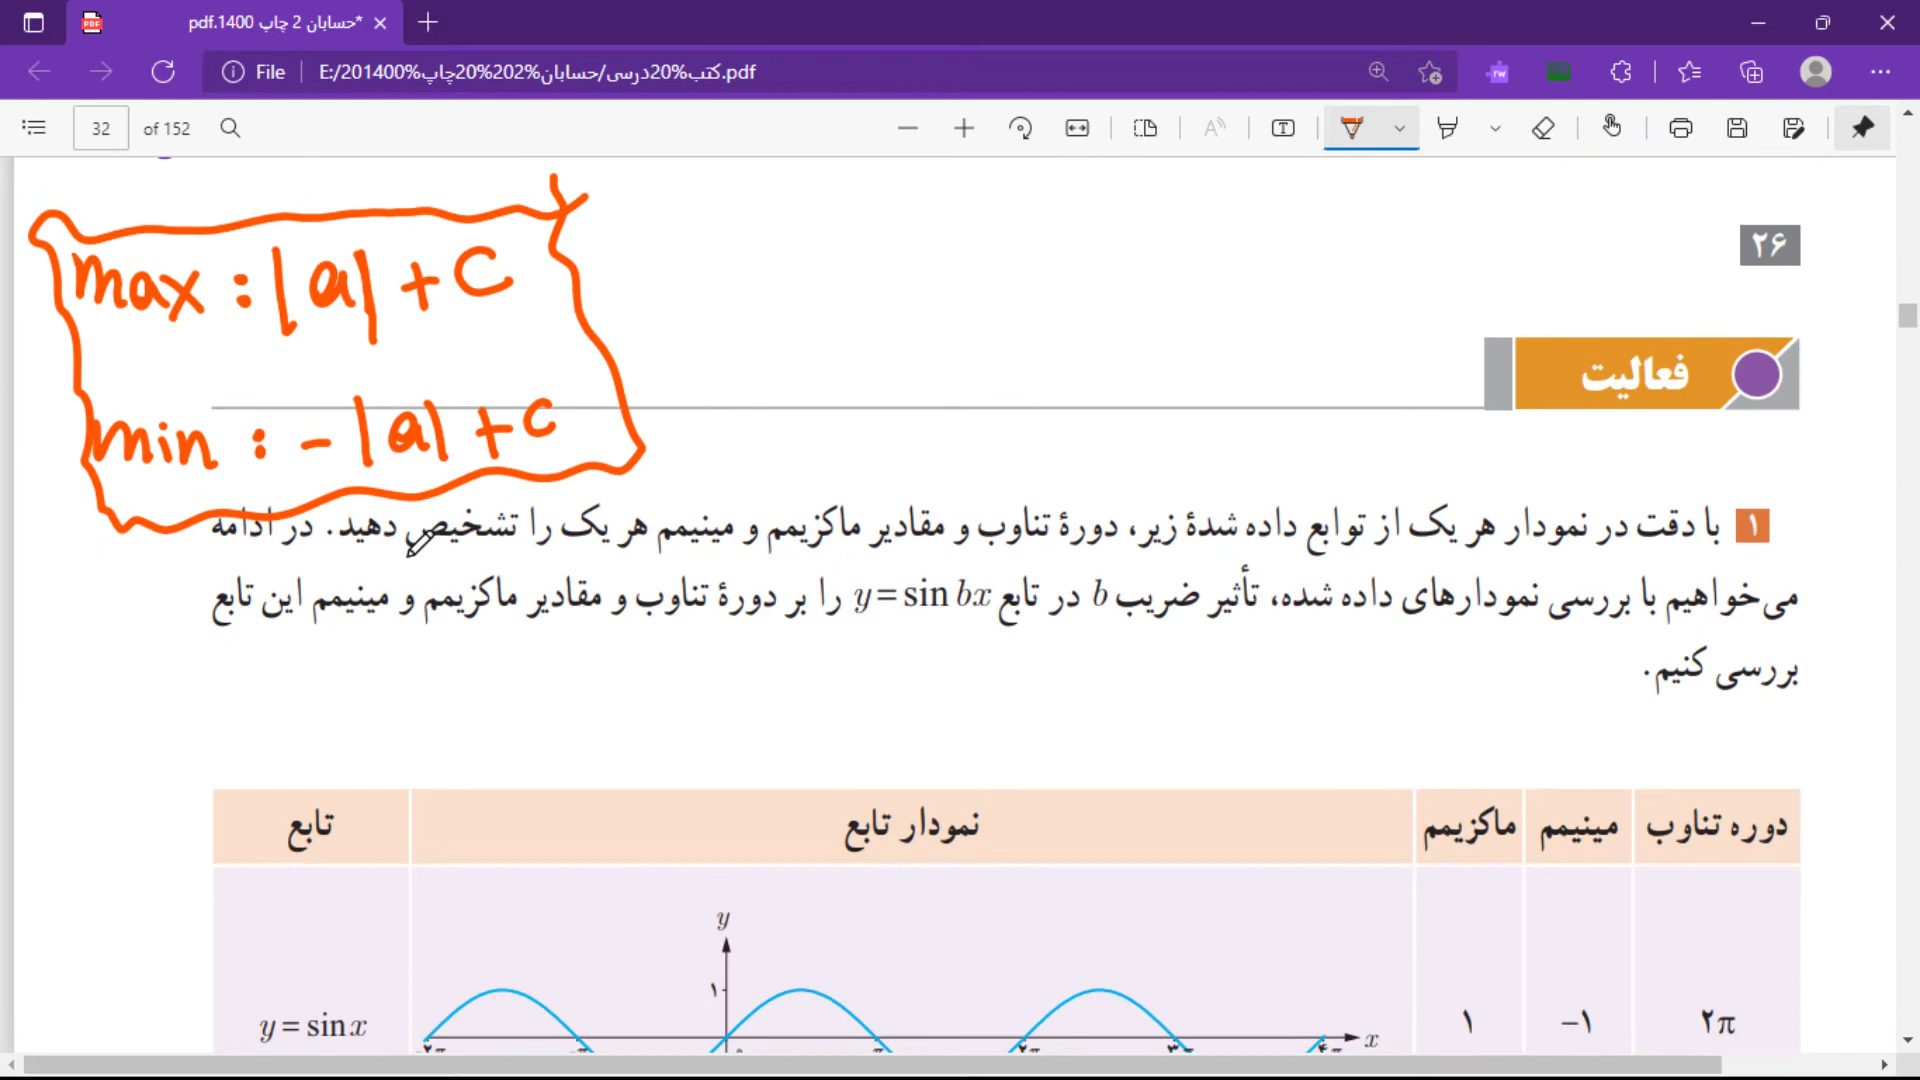 حسابان 2 چاپ 1400.pdf*
File
E:/201400%کتب%20درسی/حسابان%202%20چاپ.pdf
32 of 152
max : |a| + c
min : - |a| + c
۲۶
فعالیت
۱ با دقت در نمودار هر یک از توابع داده شدهٔ زیر، دورهٔ تناوب و مقادیر ماکزیمم و مینیمم هر یک را تشخیص دهید. در ادامه
می‌خواهیم با بررسی نمودارهای داده شده، تأثیر ضریب b در تابع y = sin bx را بر دورهٔ تناوب و مقادیر ماکزیمم و مینیمم این تابع
بررسی کنیم.
دوره تناوب مینیمم ماکزیمم نمودار تابع تابع
y
۱
۲π −۱ ۱ y = sin x
x